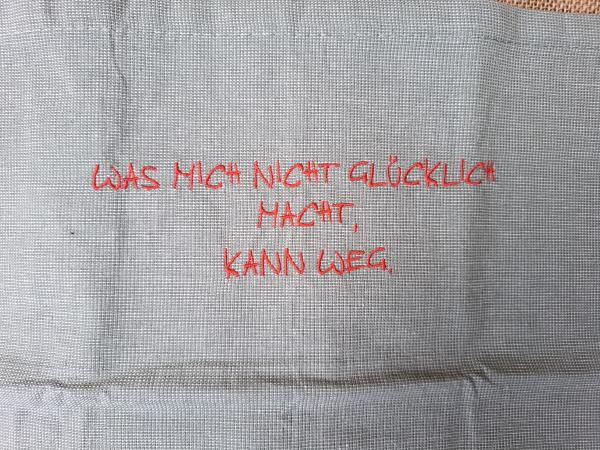 WAS MICH NICHT GLÜCKLICH
MACHT,
KANN WEG.